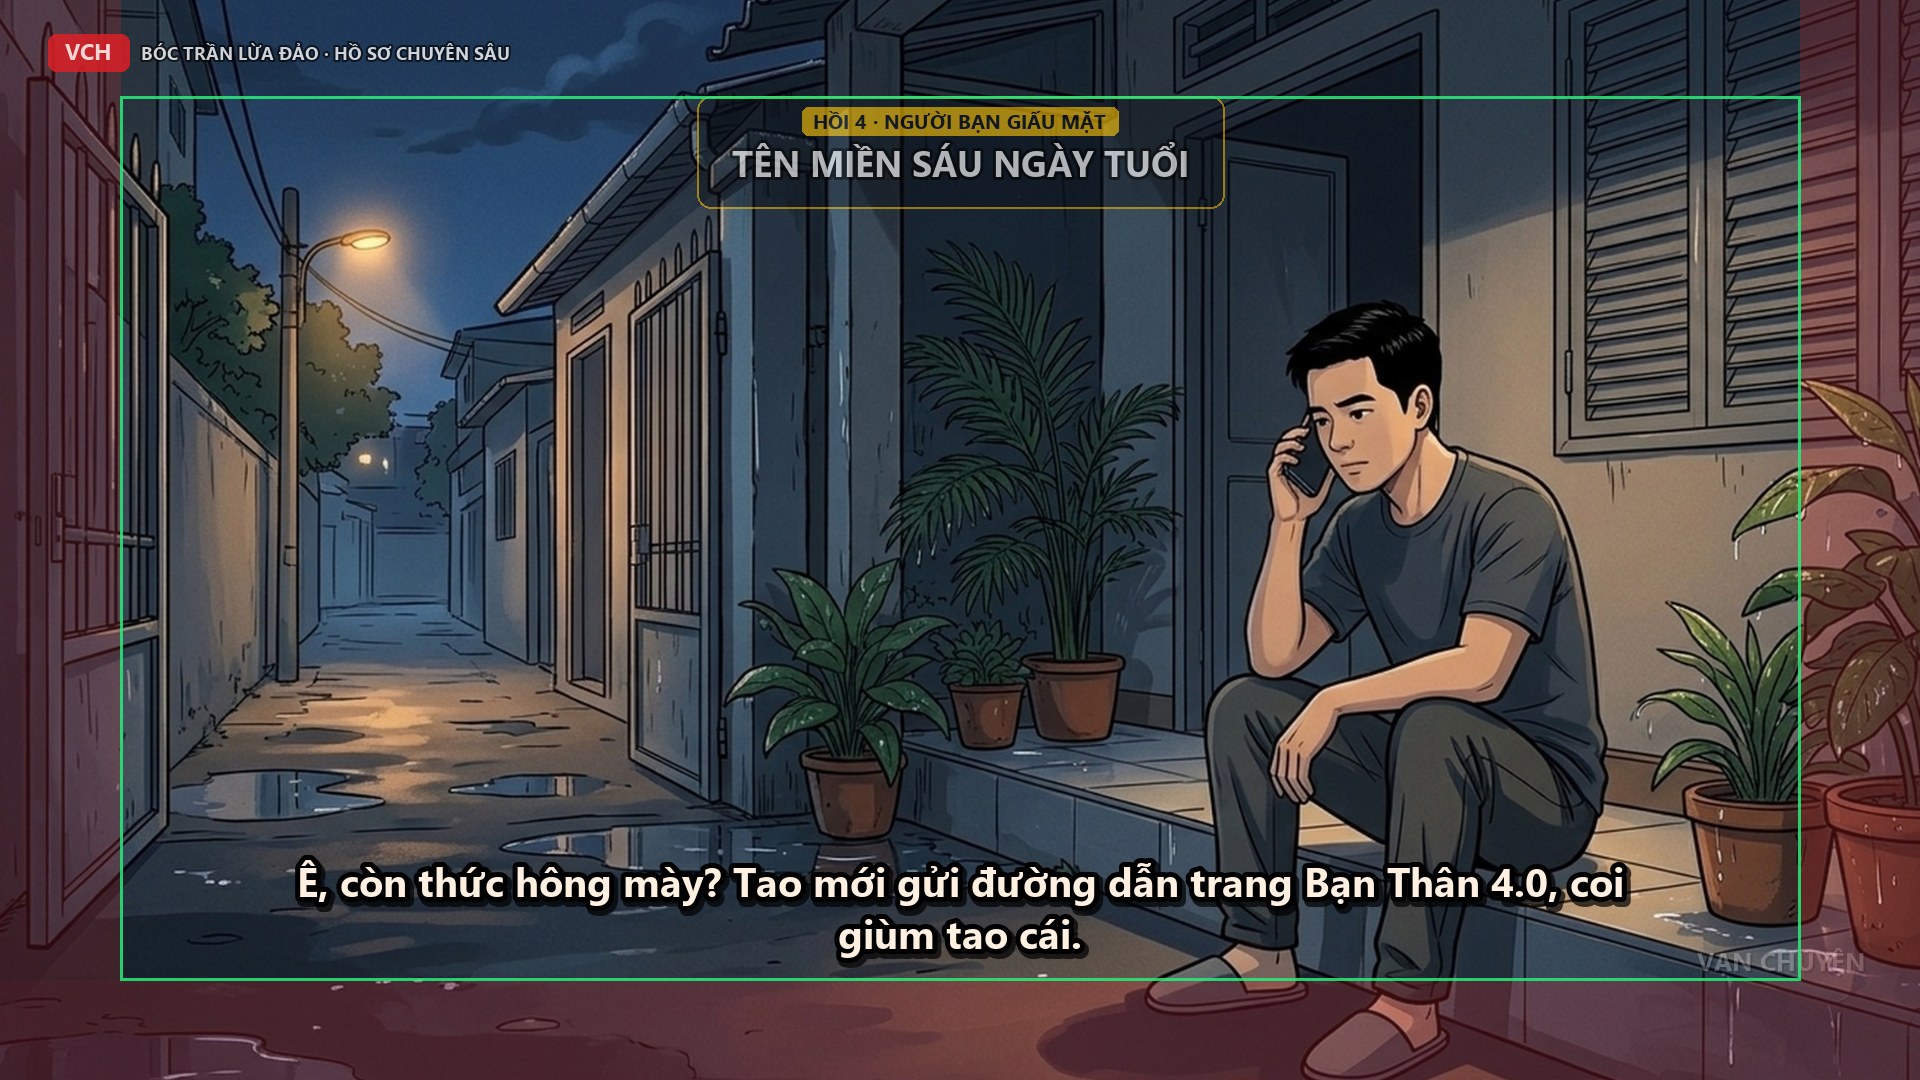 VCH BÓC TRẦN LỪA ĐẢO · HỒ SƠ CHUYÊN SÂU
HỒI 4 · NGƯỜI BẠN GIẤU MẶT
TÊN MIỀN SÁU NGÀY TUỔI
Ê, còn thức hông mày? Tao mới gửi đường dẫn trang Bạn Thân 4.0, coi
giùm tao cái.
VẠN CHUYỆN